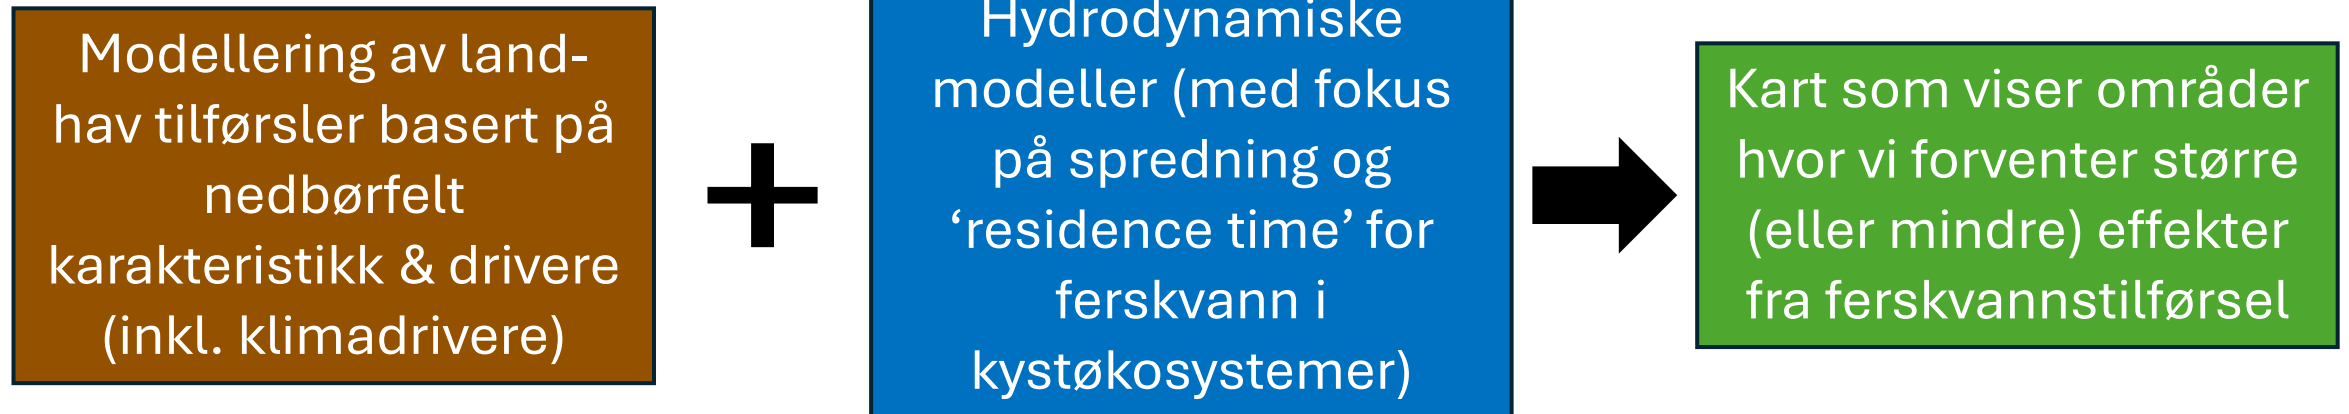 Modellering av land-
hav tilførsler basert på
nedbørfelt
karakteristikk & drivere
(inkl. klimadrivere)
Hydrodynamiske
modeller (med fokus
på spredning og
‘residence time’ for
ferskvann i
kystøkosystemer)
Kart som viser områder
hvor vi forventer større
(eller mindre) effekter
fra ferskvannstilførsel